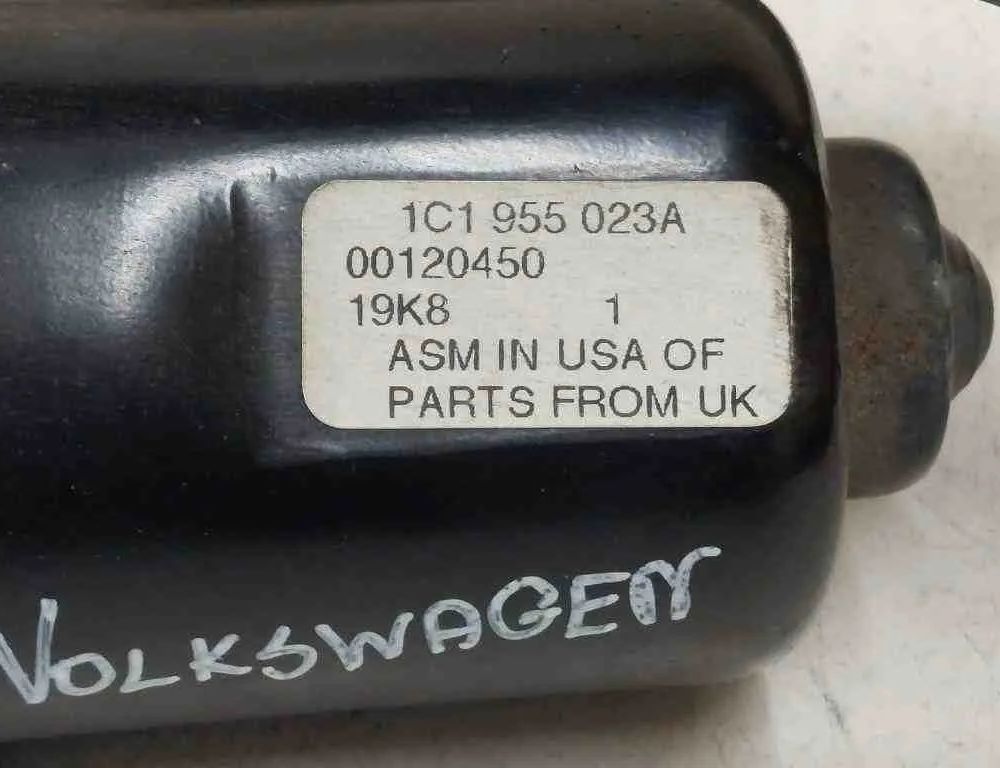 1C1 955 023A
00120450
19K8 1
ASM IN USA OF
PARTS FROM UK
VOLKSWAGEN